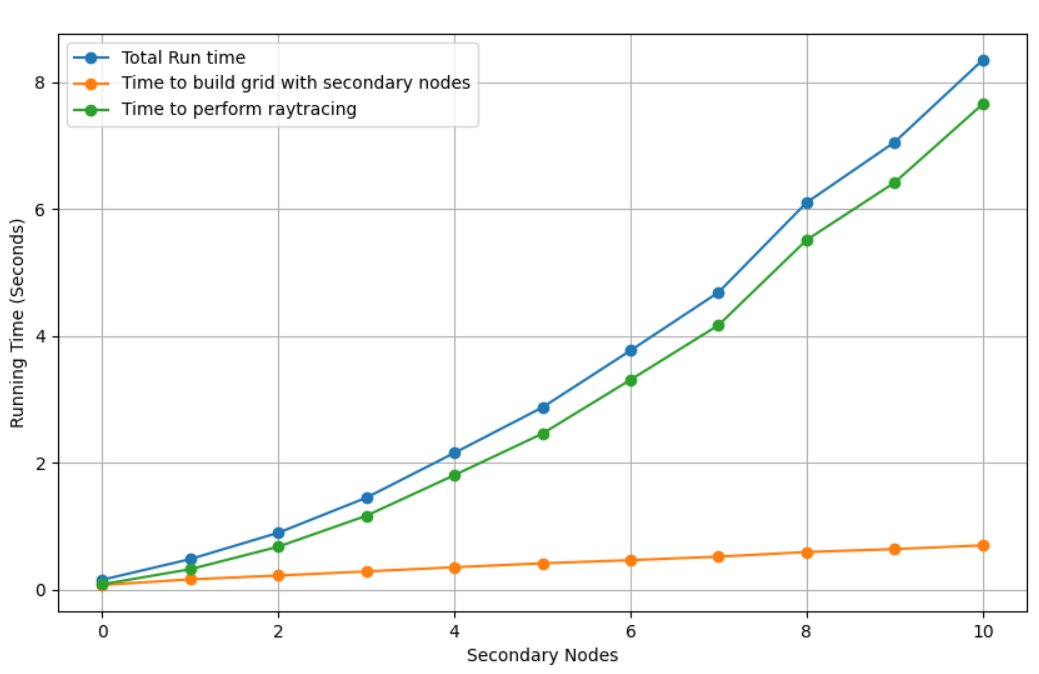 Total Run time
Time to build grid with secondary nodes
Time to perform raytracing
8
6
4
2
0
Running Time (Seconds)
0 2 4 6 8 10
Secondary Nodes